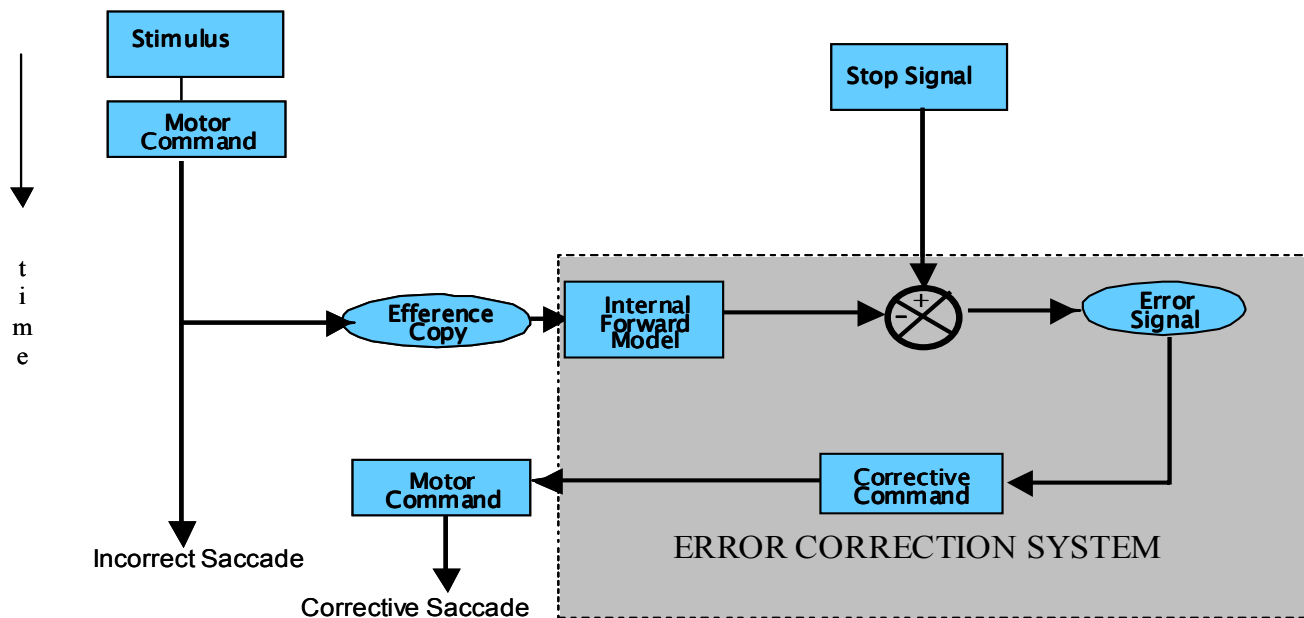 Stimulus
Motor
Command
Stop Signal
t
i
m
e
Efference
Copy
Internal
Forward
Model
+
-
Error
Signal
Motor
Command
Corrective
Command
ERROR CORRECTION SYSTEM
Incorrect Saccade
Corrective Saccade